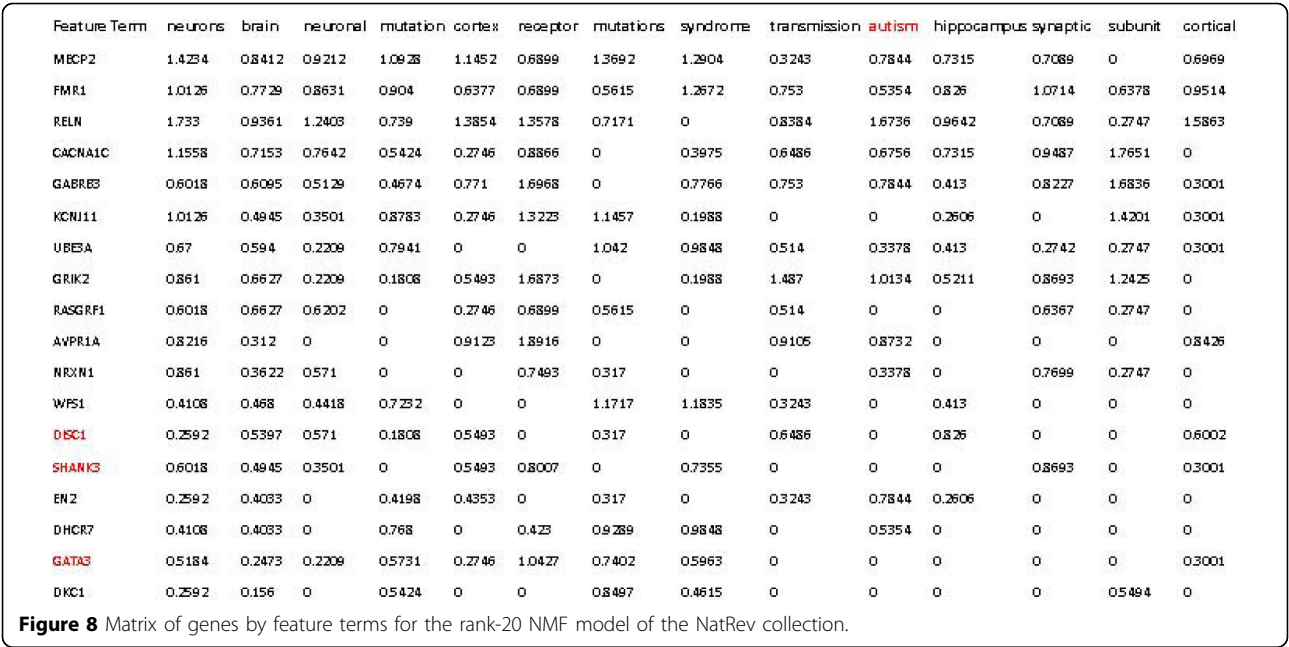 Feature Term neurons brain neuronal mutation cortex receptor mutations syndrome transmission autism hippocampus synaptic subunit cortical
MECP2 1.4234 0.8412 0.9212 1.0928 1.1452 0.6899 1.3692 1.2904 0.3243 0.7844 0.7315 0.7089 0 0.6969
FMR1 1.0126 0.7729 0.8631 0.904 0.6377 0.6899 0.5615 1.2672 0.753 0.5354 0.826 1.0714 0.6378 0.9514
RELN 1.733 0.9361 1.2403 0.739 1.3854 1.3578 0.7171 0 0.8384 1.6736 0.9642 0.7089 0.2747 1.5863
CACNA1C 1.1558 0.7153 0.7642 0.5424 0.2746 0.8866 0 0.3975 0.6486 0.6756 0.7315 0.9487 1.7651 0
GABRB3 0.6018 0.6095 0.5129 0.4674 0.771 1.6968 0 0.7766 0.753 0.7844 0.413 0.8227 1.6836 0.3001
KCNJ11 1.0126 0.4945 0.3501 0.8783 0.2746 1.3223 1.1457 0.1988 0 0 0.2606 0 1.4201 0.3001
UBE3A 0.67 0.594 0.2209 0.7941 0 0 1.042 0.9848 0.514 0.3378 0.413 0.2742 0.2747 0.3001
GRIK2 0.861 0.6627 0.2209 0.1808 0.5493 1.6873 0 0.1988 1.487 1.0134 0.5211 0.8693 1.2425 0
RASGRF1 0.6018 0.6627 0.6202 0 0.2746 0.6899 0.5615 0 0.514 0 0 0.6367 0.2747 0
AVPR1A 0.8216 0.312 0 0 0.9123 1.8916 0 0 0.9105 0.8732 0 0 0 0.8426
NRXN1 0.861 0.3622 0.571 0 0 0.7493 0.317 0 0 0.3378 0 0.7699 0.2747 0
WFS1 0.4108 0.468 0.4418 0.7232 0 0 1.1717 1.1835 0.3243 0 0.413 0 0 0
DISC1 0.2592 0.5397 0.571 0.1808 0.5493 0 0.317 0 0.6486 0 0.826 0 0 0.6002
SHANK3 0.6018 0.4945 0.3501 0 0.5493 0.8007 0 0.7355 0 0 0 0.8693 0 0.3001
EN2 0.2592 0.4033 0 0.4198 0.4353 0 0.317 0 0.3243 0.7844 0.2606 0 0 0
DHCR7 0.4108 0.4033 0 0.768 0 0.423 0.9289 0.9848 0 0.5354 0 0 0 0
GATA3 0.5184 0.2473 0.2209 0.5731 0.2746 1.0427 0.7402 0.5963 0 0 0 0 0 0.3001
DKC1 0.2592 0.156 0 0.5424 0 0 0.8497 0.4615 0 0 0 0 0.5494 0
Figure 8 Matrix of genes by feature terms for the rank-20 NMF model of the NatRev collection.